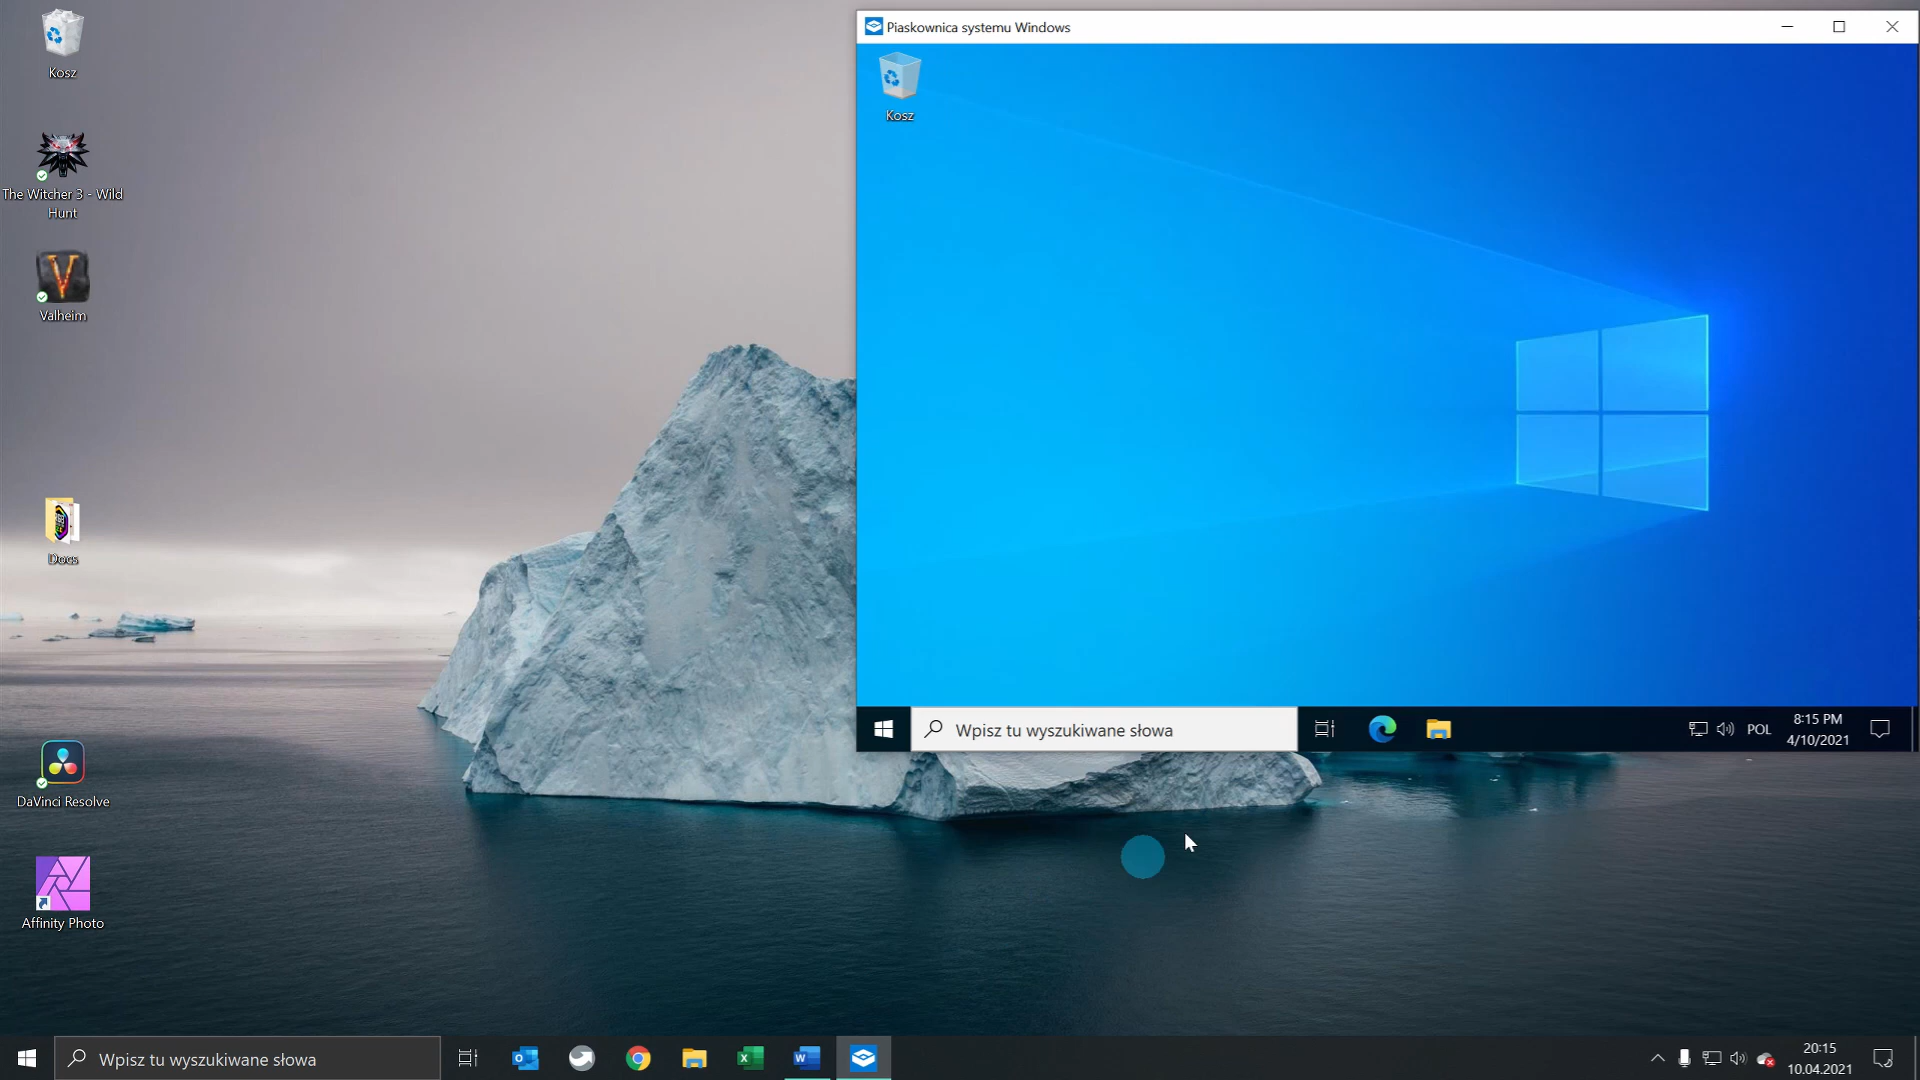 Kosz
The Witcher 3 - Wild
Hunt
Valheim
Docs
DaVinci Resolve
Affinity Photo
Piaskownica systemu Windows
Kosz
Wpisz tu wyszukiwane słowa
POL
8:15 PM
4/10/2021
Wpisz tu wyszukiwane słowa
20:15
10.04.2021